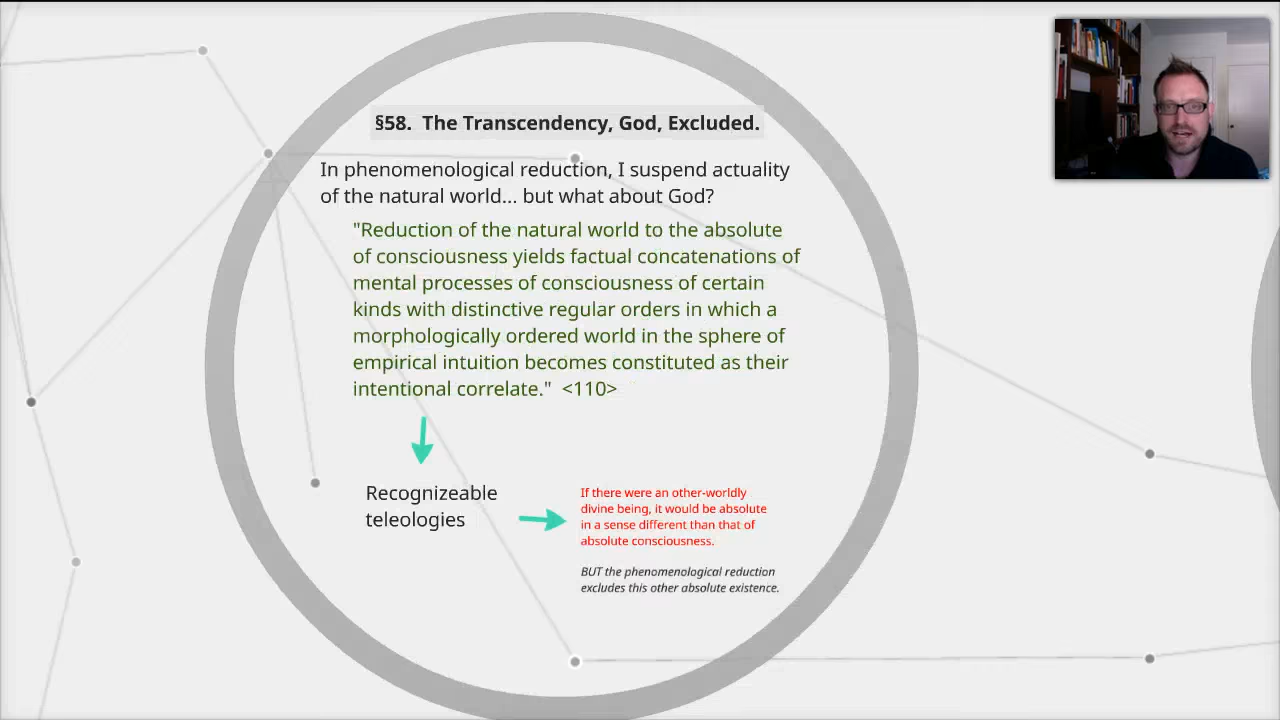 §58.  The Transcendency, God, Excluded.
In phenomenological reduction, I suspend actuality
of the natural world... but what about God?
"Reduction of the natural world to the absolute
of consciousness yields factual concatenations of
mental processes of consciousness of certain
kinds with distinctive regular orders in which a
morphologically ordered world in the sphere of
empirical intuition becomes constituted as their
intentional correlate."  <110>
Recognizeable
teleologies
If there were an other-worldly
divine being, it would be absolute
in a sense different than that of
absolute consciousness.
BUT the phenomenological reduction
excludes this other absolute existence.